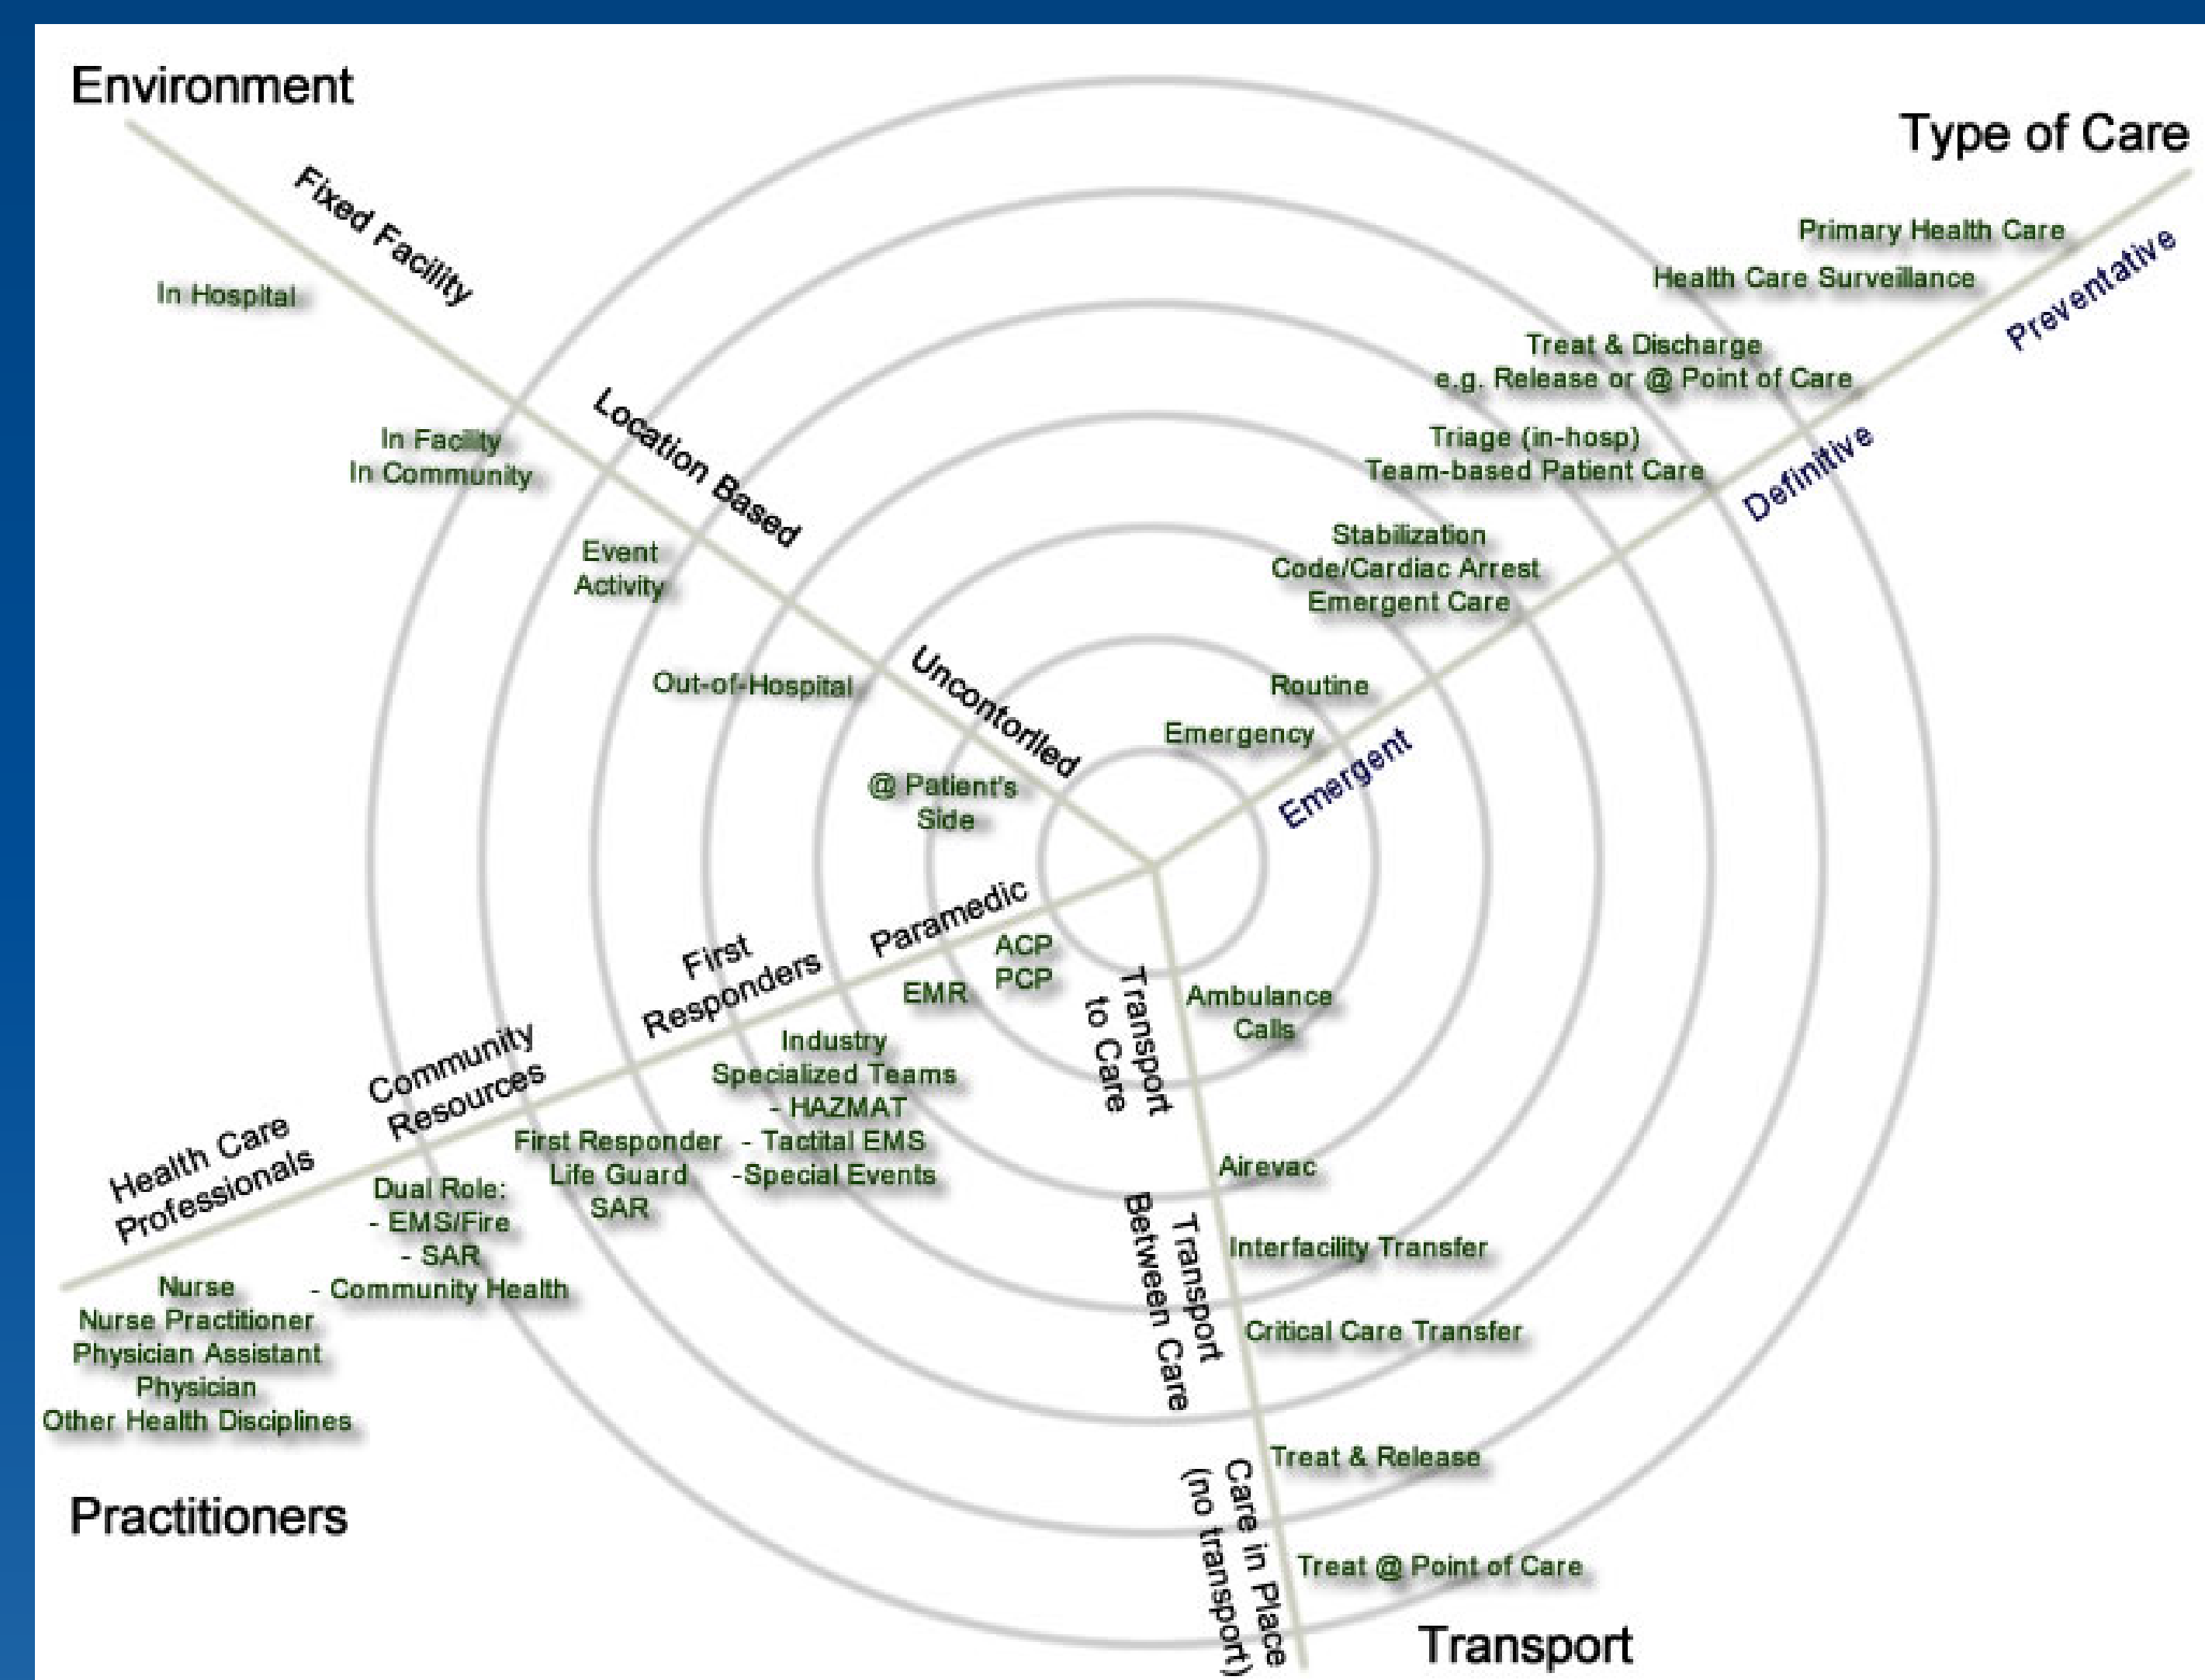 Environment
Fixed Facility
In Hospital
In Facility
In Community
Location Based
Event
Activity
Out-of-Hospital
Uncontorlled
@ Patient's
Side
Type of Care
Primary Health Care
Health Care Surveillance
Preventative
Treat & Discharge
e.g. Release or @ Point of Care
Triage (in-hosp)
Team-based Patient Care
Definitive
Stabilization
Code/Cardiac Arrest
Emergent Care
Routine
Emergency
Emergent
Paramedic
ACP
PCP
EMR
First
Responders
Industry
Specialized Teams
- HAZMAT
- Tactital EMS
-Special Events
First Responder
Life Guard
SAR
Community
Resources
Dual Role:
- EMS/Fire
- SAR
- Community Health
Health Care
Professionals
Nurse
Nurse Practitioner
Physician Assistant
Physician
Other Health Disciplines
Practitioners
Transport
to Care
Ambulance
Calls
Airevac
Transport
Between Care
Interfacility Transfer
Critical Care Transfer
Treat & Release
Care in Place
(no transport)
Treat @ Point of Care
Transport